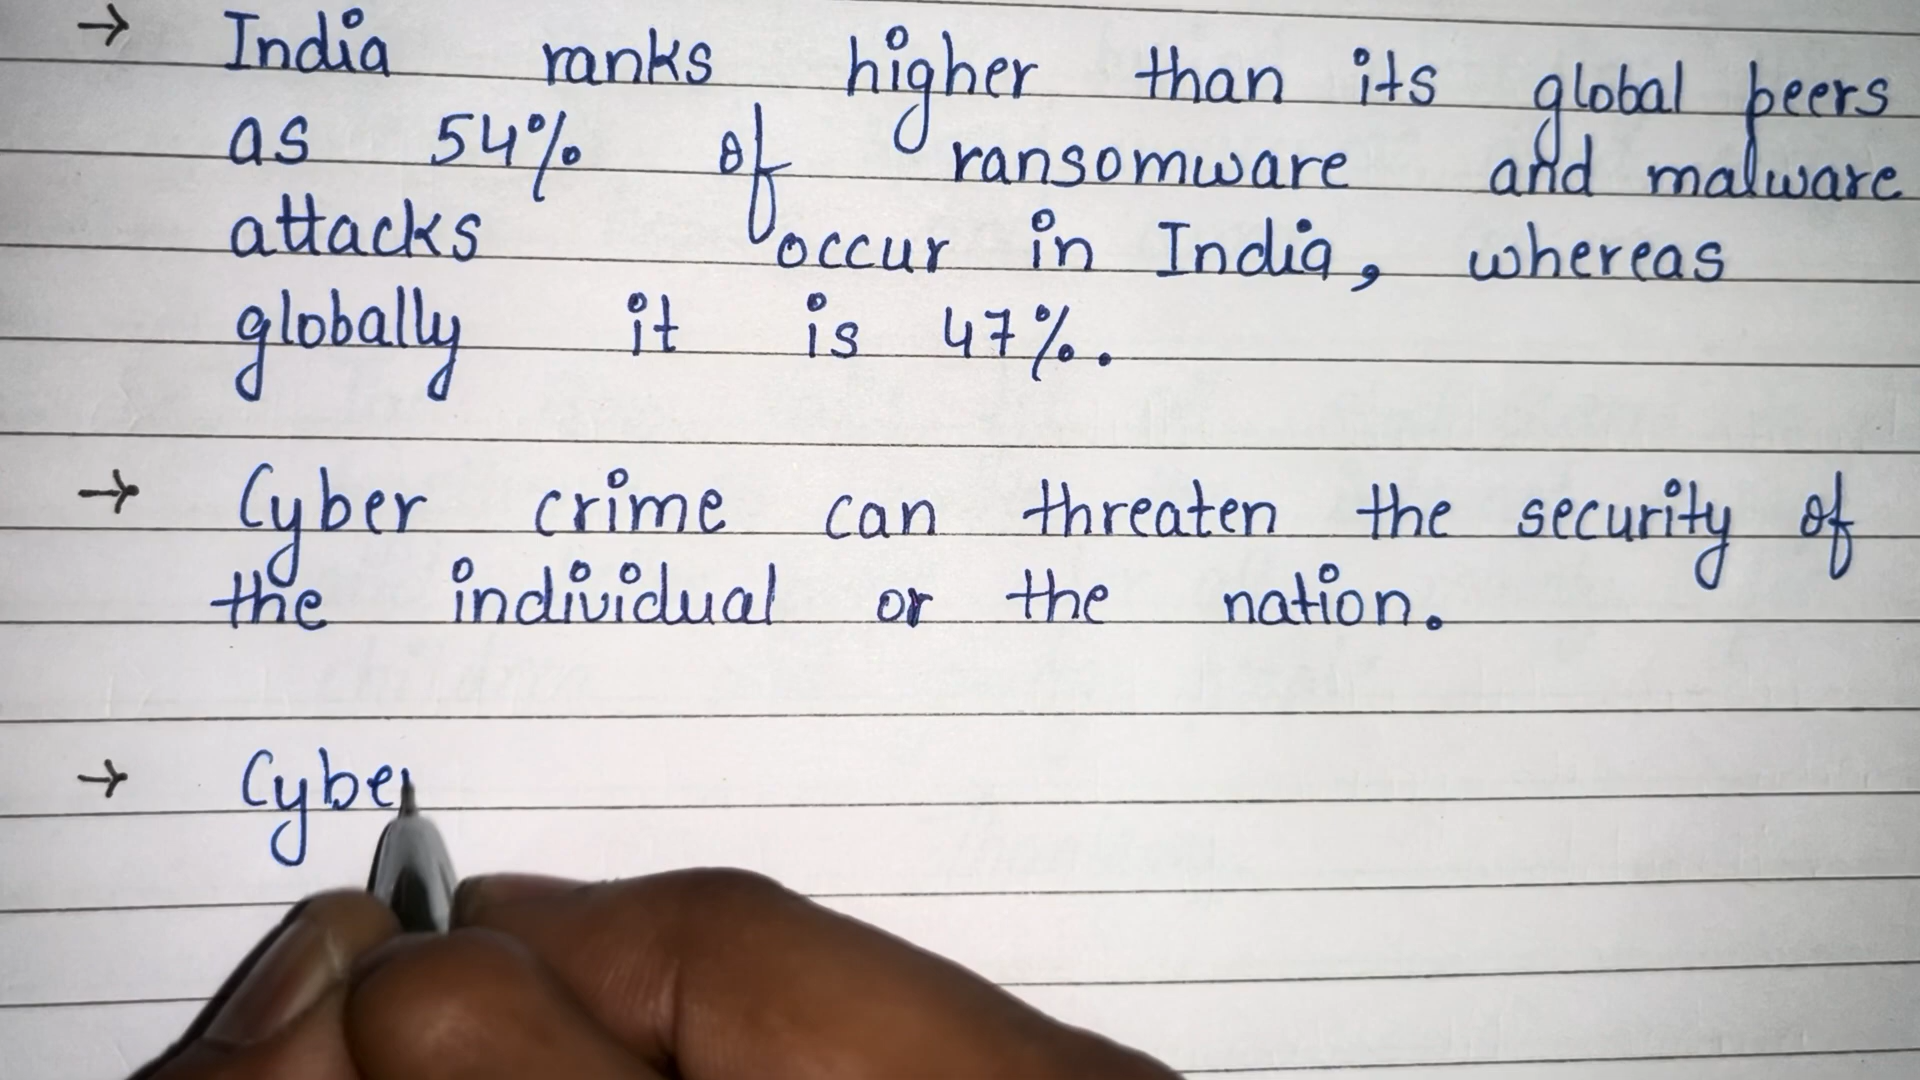 → India ranks higher than its global peers
as 54% of ransomware and malware
attacks occur in India, whereas
globally it is 47%.
→ Cyber crime can threaten the security of
the individual or the nation.
→ Cyber